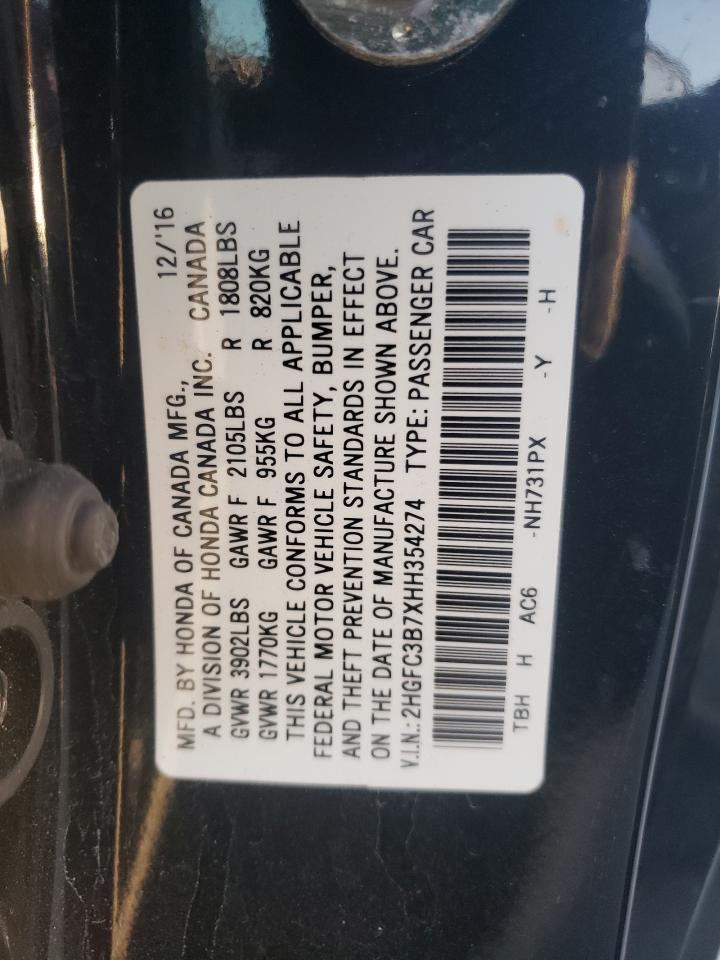 MFD. BY HONDA OF CANADA MFG., 12/'16
A DIVISION OF HONDA CANADA INC. CANADA
GVWR 3902LBS GAWR F 2105LBS R 1808LBS
GVWR 1770KG GAWR F 955KG R 820KG
THIS VEHICLE CONFORMS TO ALL APPLICABLE
FEDERAL MOTOR VEHICLE SAFETY, BUMPER,
AND THEFT PREVENTION STANDARDS IN EFFECT
ON THE DATE OF MANUFACTURE SHOWN ABOVE.
V.I.N.: 2HGFC3B7XHH354274 TYPE: PASSENGER CAR
TBH H AC6 -NH731PX -Y -H